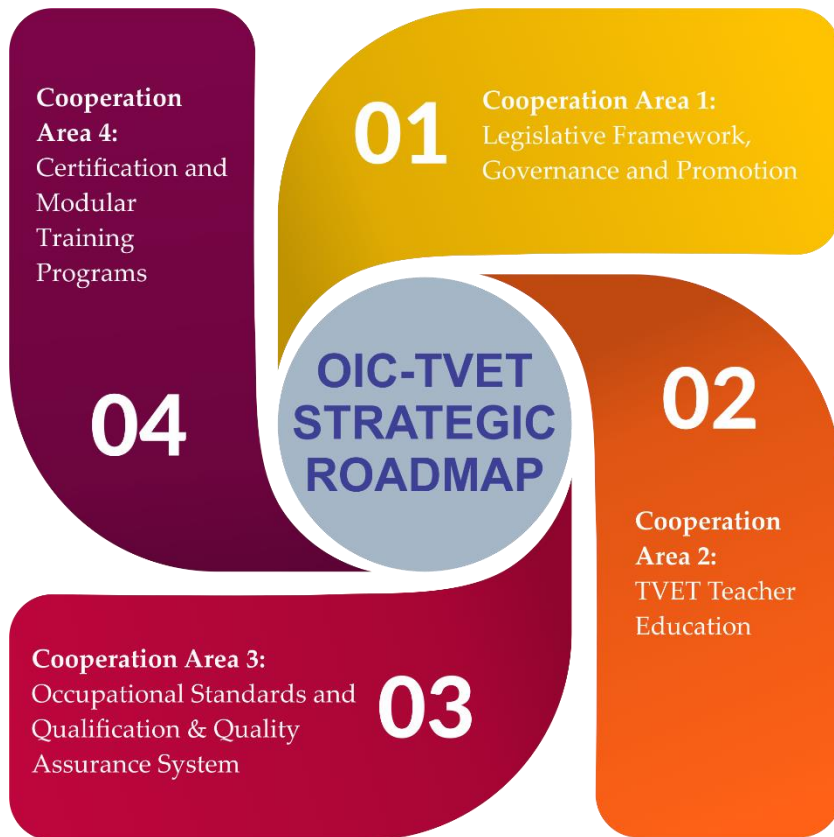 OIC-TVET
STRATEGIC
ROADMAP
01
Cooperation Area 1:
Legislative Framework,
Governance and Promotion
02
Cooperation
Area 2:
TVET Teacher
Education
03
Cooperation Area 3:
Occupational Standards and
Qualification & Quality
Assurance System
04
Cooperation
Area 4:
Certification and
Modular
Training
Programs